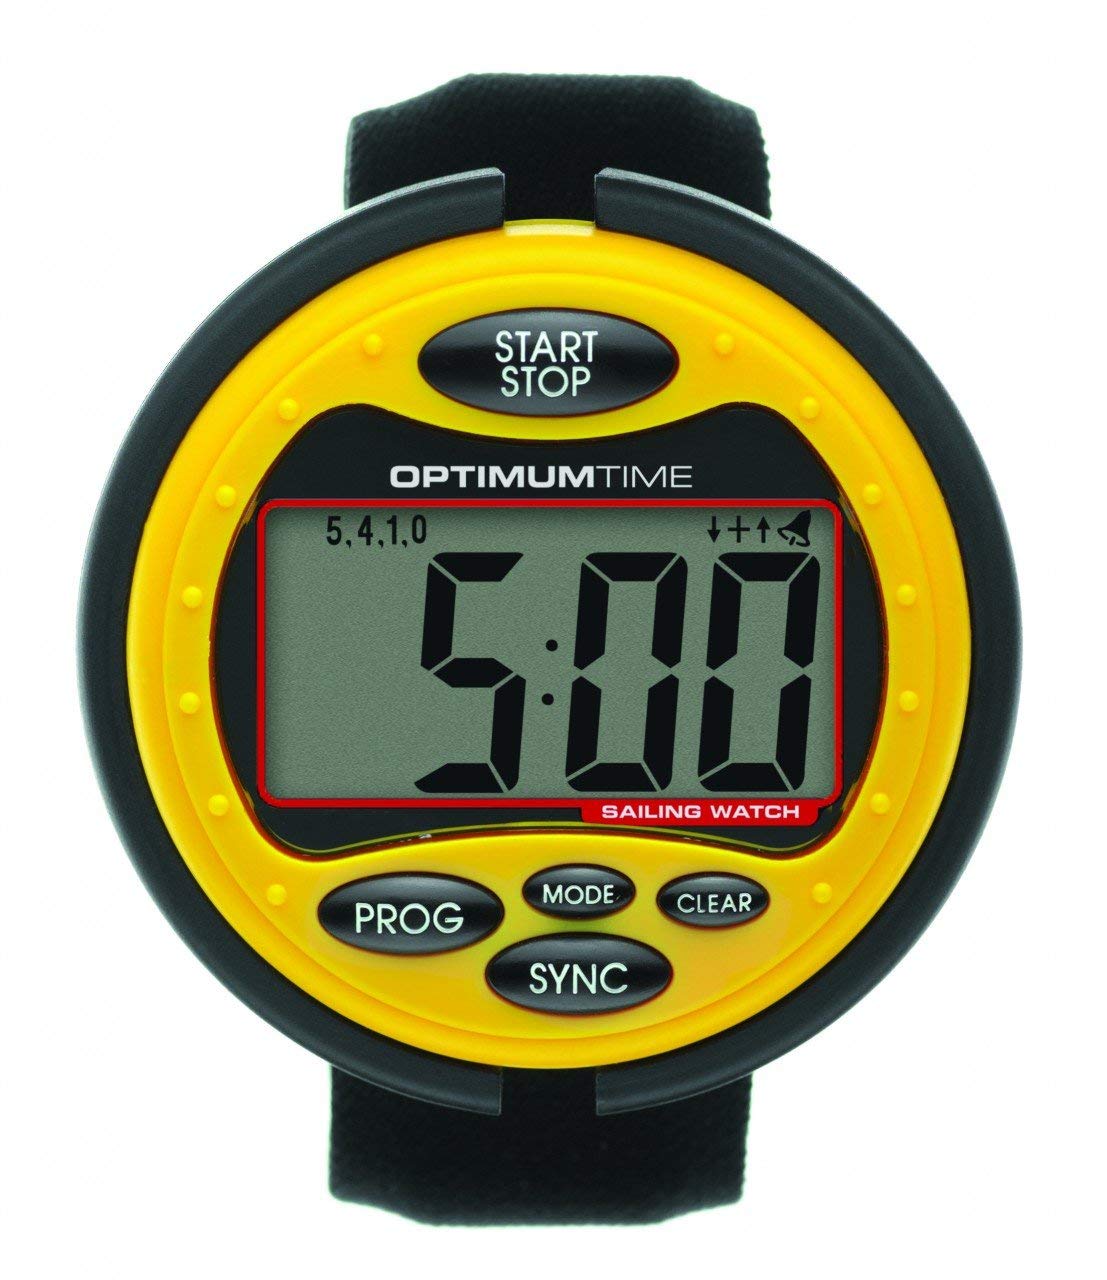 START
STOP
OPTIMUMTIME
5,4,1,0 ↓+↑
5:00
SAILING WATCH
PROG
MODE
CLEAR
SYNC